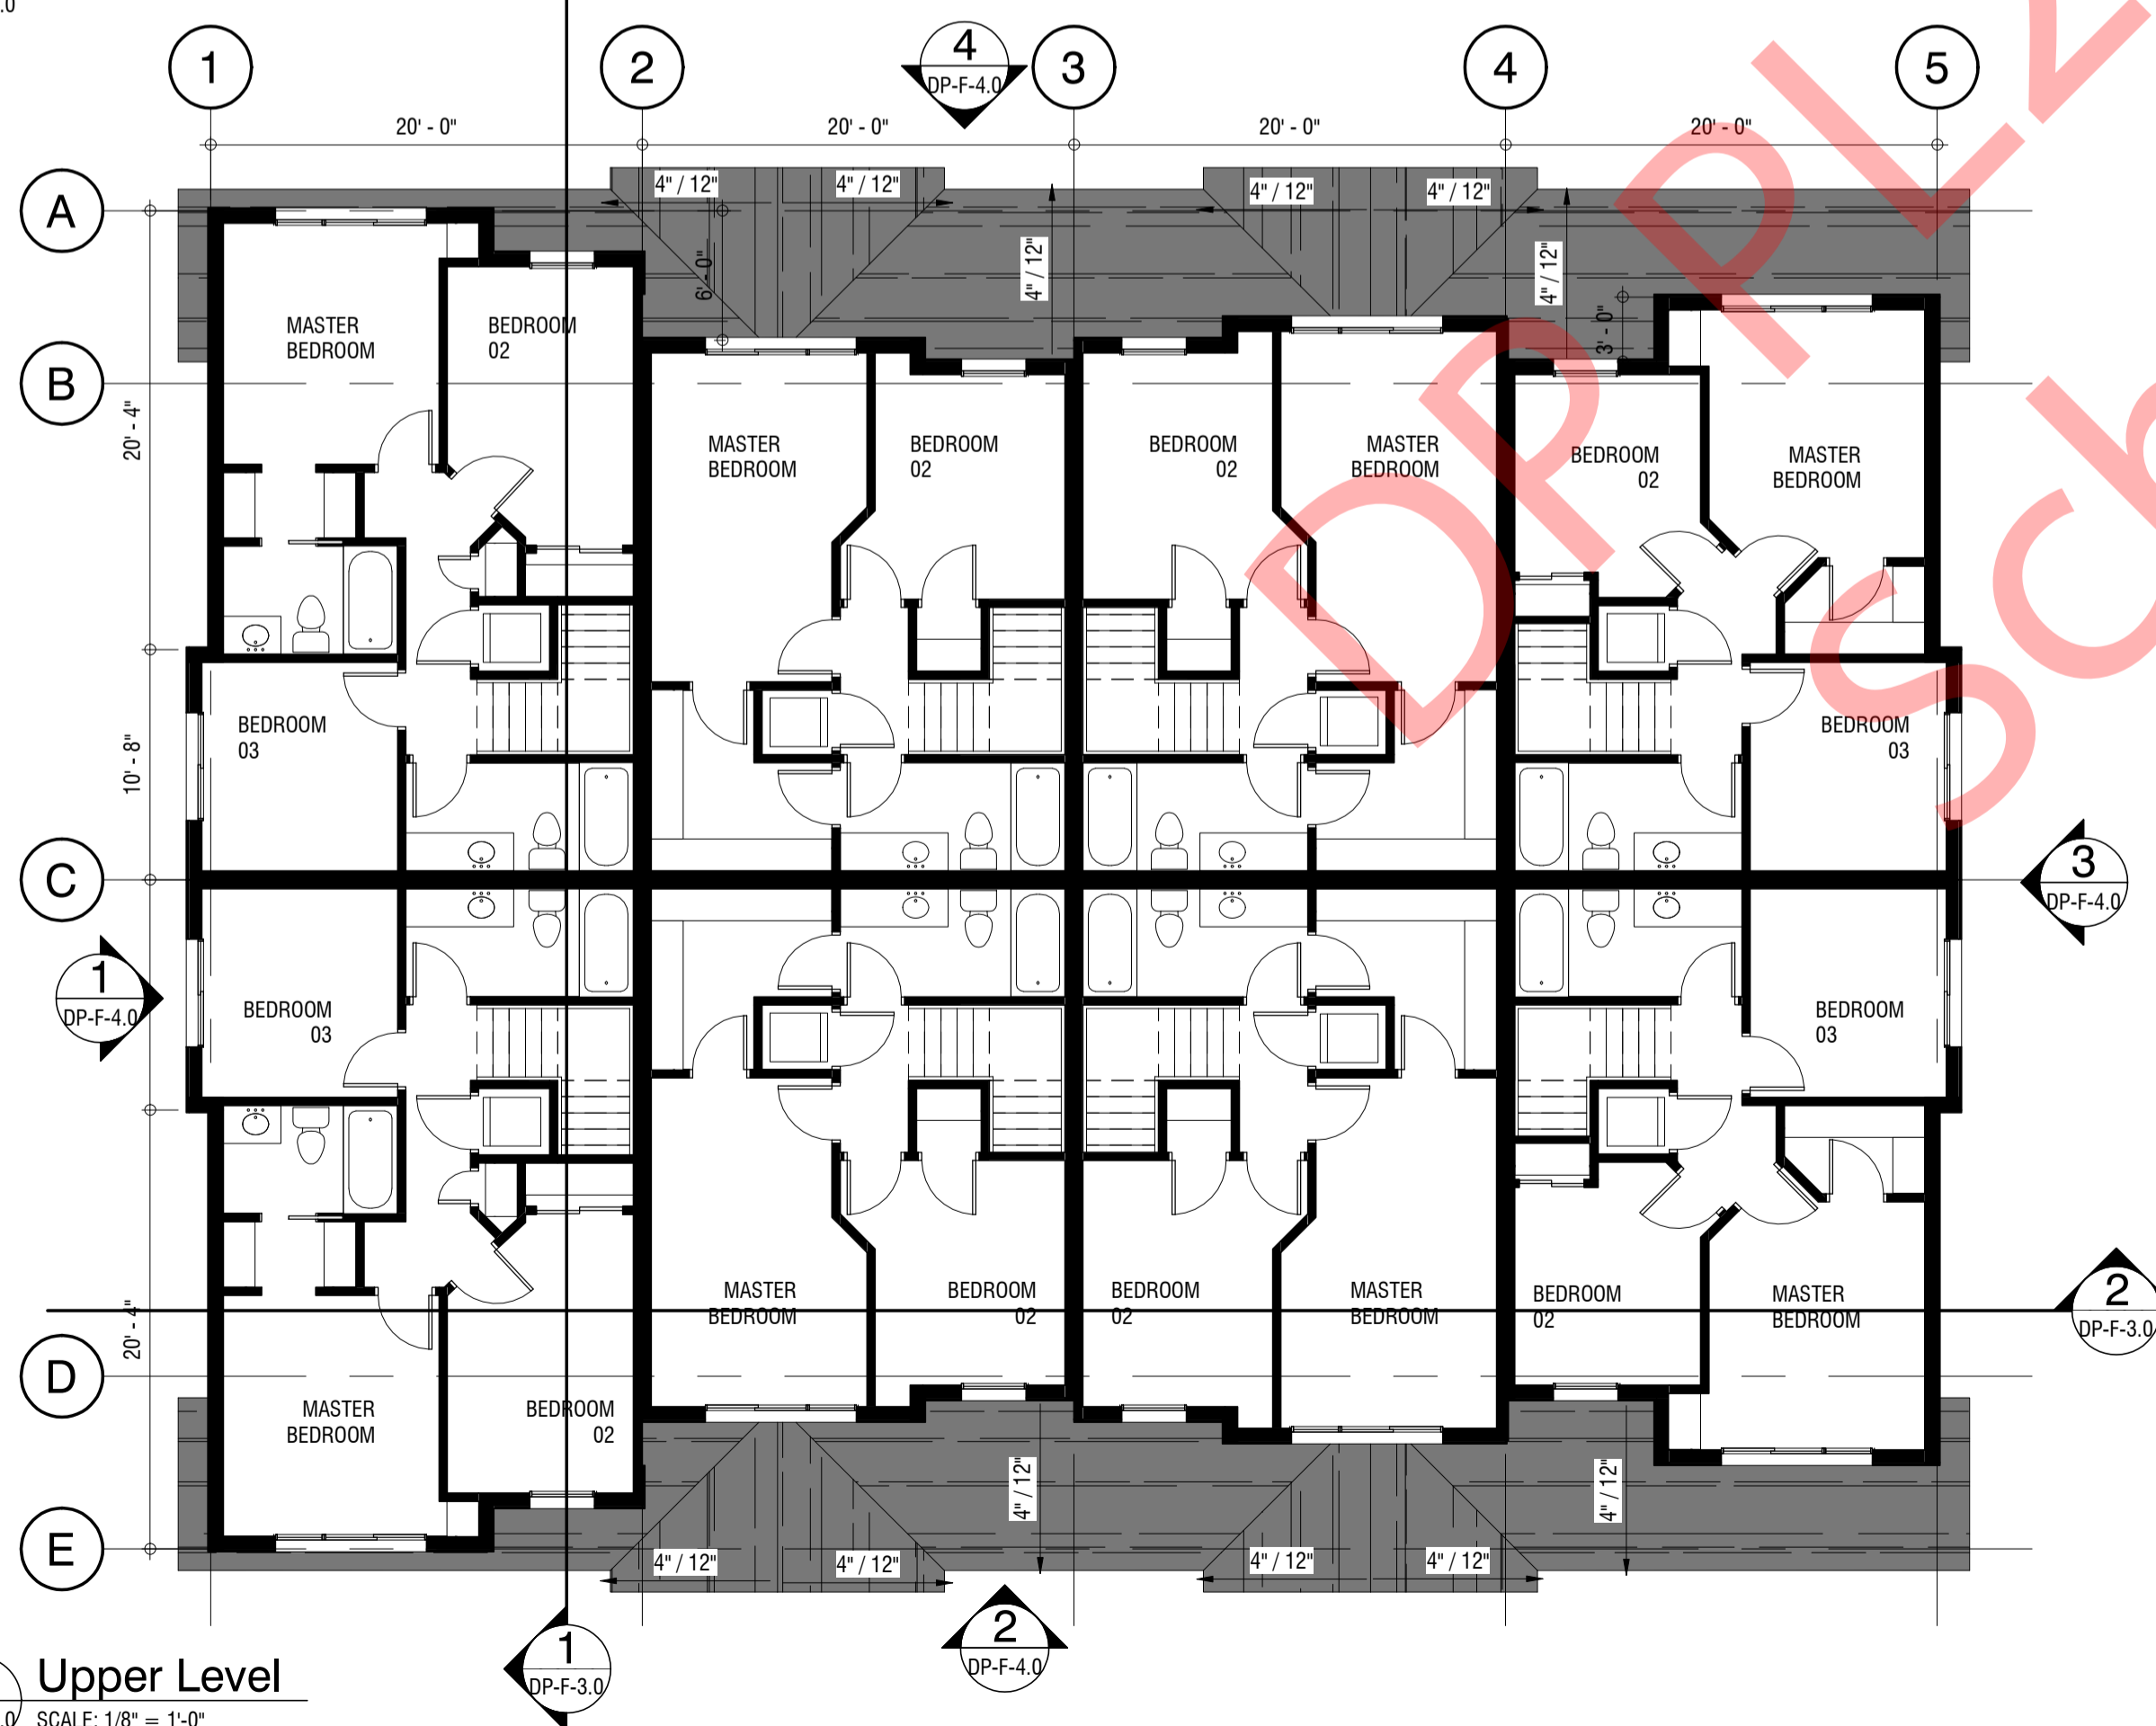 .0
1
2
3
4
5
4
DP-F-4.0
20' - 0"
20' - 0"
20' - 0"
20' - 0"
A
B
C
D
E
4" / 12"
4" / 12"
4" / 12"
4" / 12"
6' - 0"
4" / 12"
4" / 12"
3' - 0"
DP PL
Sch
20' - 4"
10' - 8"
20' - 4"
MASTER
BEDROOM
BEDROOM
02
MASTER
BEDROOM
BEDROOM
02
BEDROOM
02
MASTER
BEDROOM
BEDROOM
02
MASTER
BEDROOM
BEDROOM
03
BEDROOM
03
3
DP-F-4.0
1
DP-F-4.0
BEDROOM
03
BEDROOM
03
MASTER
BEDROOM
BEDROOM
02
BEDROOM
02
MASTER
BEDROOM
BEDROOM
02
MASTER
BEDROOM
2
DP-F-3.0
MASTER
BEDROOM
BEDROOM
02
4" / 12"
4" / 12"
4" / 12"
4" / 12"
4" / 12"
4" / 12"
1
DP-F-3.0
2
DP-F-4.0
Upper Level
.0
SCALE: 1/8" = 1'-0"